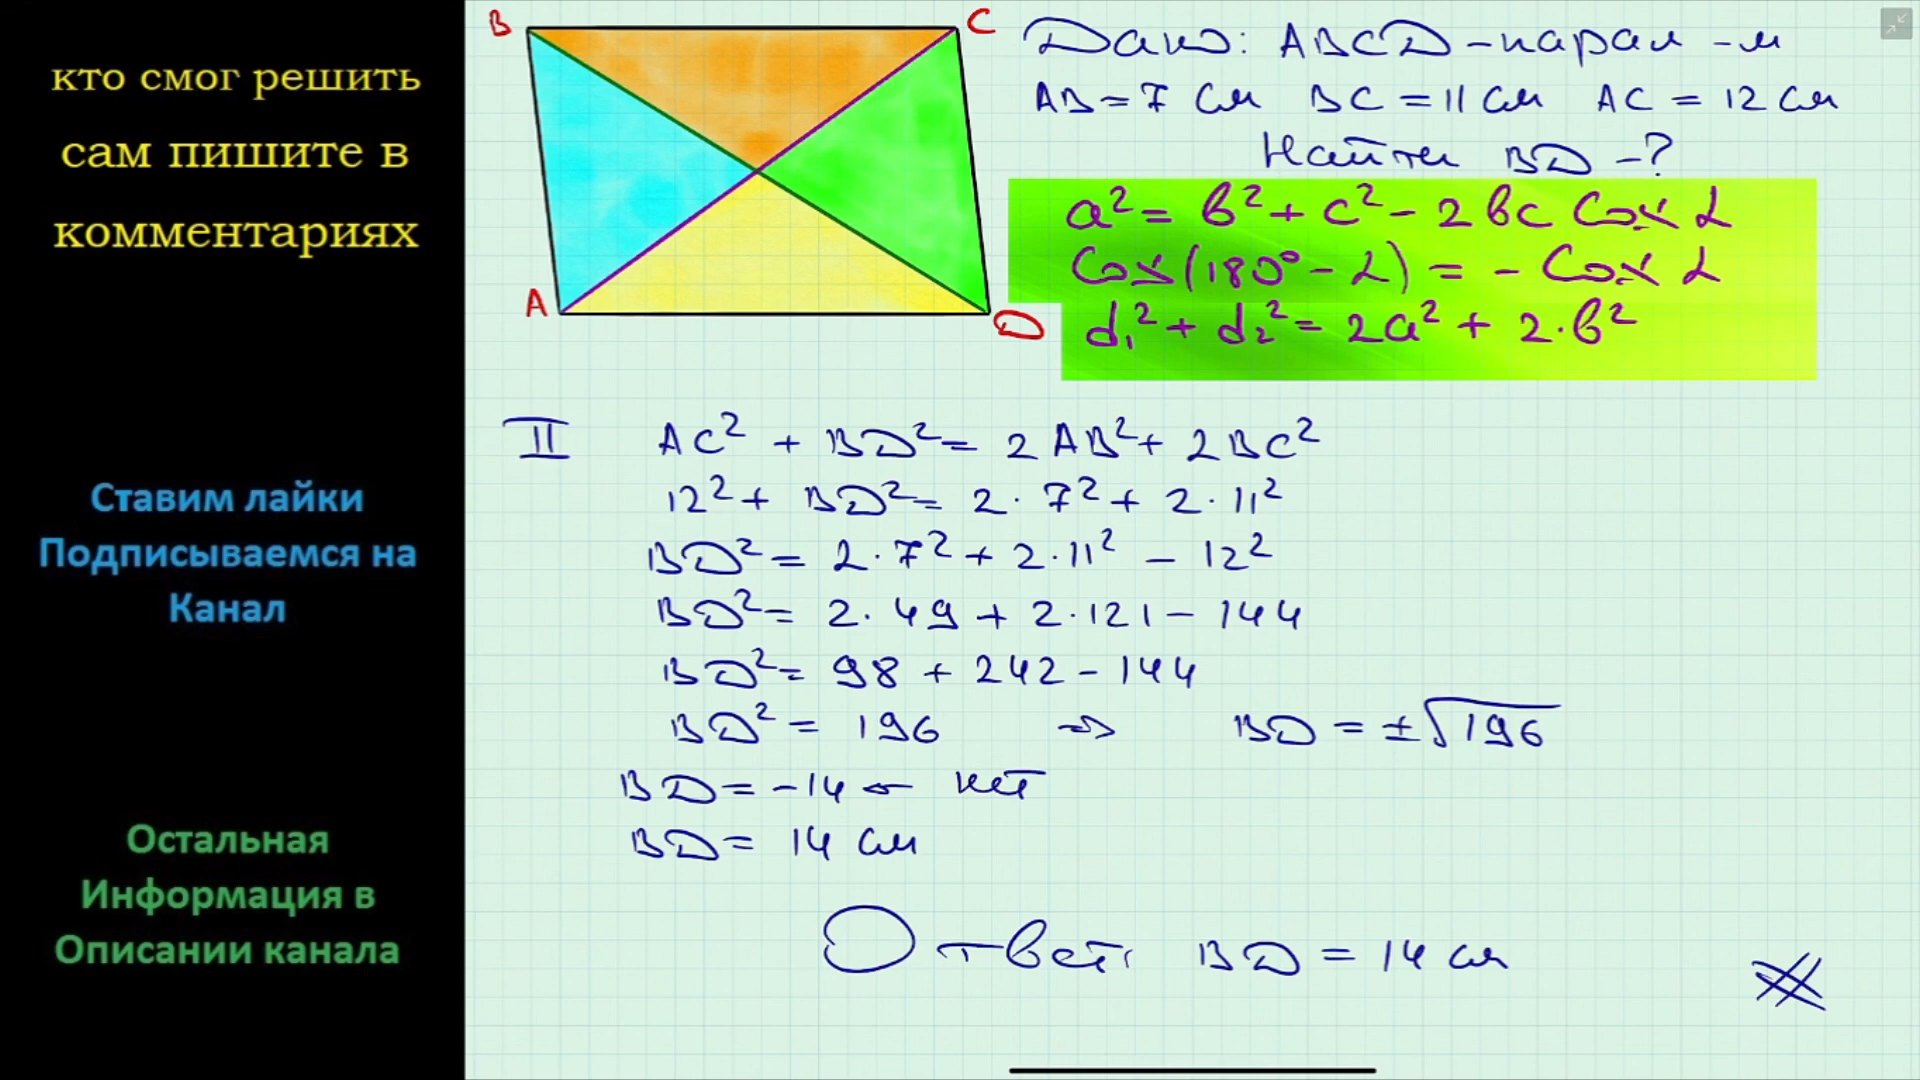 кто смог решить
сам пишите в
комментариях
Ставим лайки
Подписываемся на
Канал
Остальная
Информация в
Описании канала
B
C
A
D
Дано: ABCD - парал - м
AB = 7 см BC = 11 см AC = 12 см
Найти BD - ?
a² = b² + c² - 2bc Cos α
Cos(180° - α) = - Cos α
d₁² + d₂² = 2a² + 2·b²
II AC² + BD² = 2AB² + 2BC²
12² + BD² = 2·7² + 2·11²
BD² = 2·7² + 2·11² - 12²
BD² = 2·49 + 2·121 - 144
BD² = 98 + 242 - 144
BD² = 196 => BD = ±√196
BD = -14 ← нет
BD = 14 см
Ответ: BD = 14 см